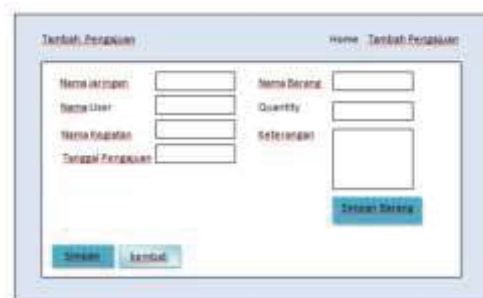 Tambah Pengajuan
Home Tambah Pengajuan
Nama Jaringan
Nama User
Nama Kegiatan
Tanggal Pengajuan
Nama Barang
Quantity
Keterangan
Simpan Barang
Simpan
kembali